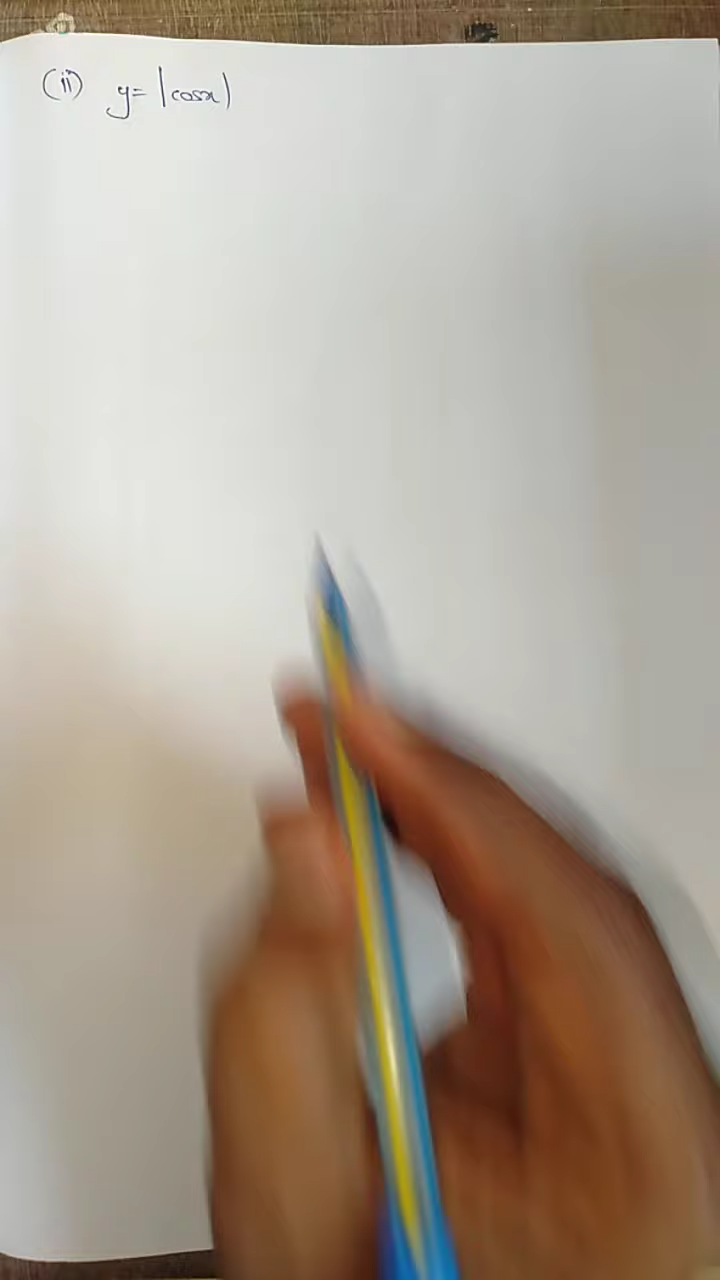 (ii) y = |cosx|